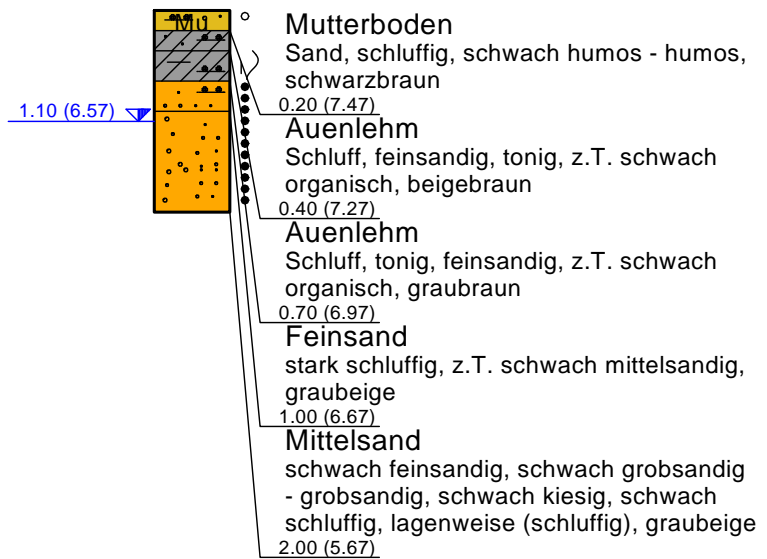 Mu
1.10 (6.57)
Mutterboden
Sand, schluffig, schwach humos - humos,
schwarzbraun
0.20 (7.47)
Auenlehm
Schluff, feinsandig, tonig, z.T. schwach
organisch, beigebraun
0.40 (7.27)
Auenlehm
Schluff, tonig, feinsandig, z.T. schwach
organisch, graubraun
0.70 (6.97)
Feinsand
stark schluffig, z.T. schwach mittelsandig,
graubeige
1.00 (6.67)
Mittelsand
schwach feinsandig, schwach grobsandig
- grobsandig, schwach kiesig, schwach
schluffig, lagenweise (schluffig), graubeige
2.00 (5.67)